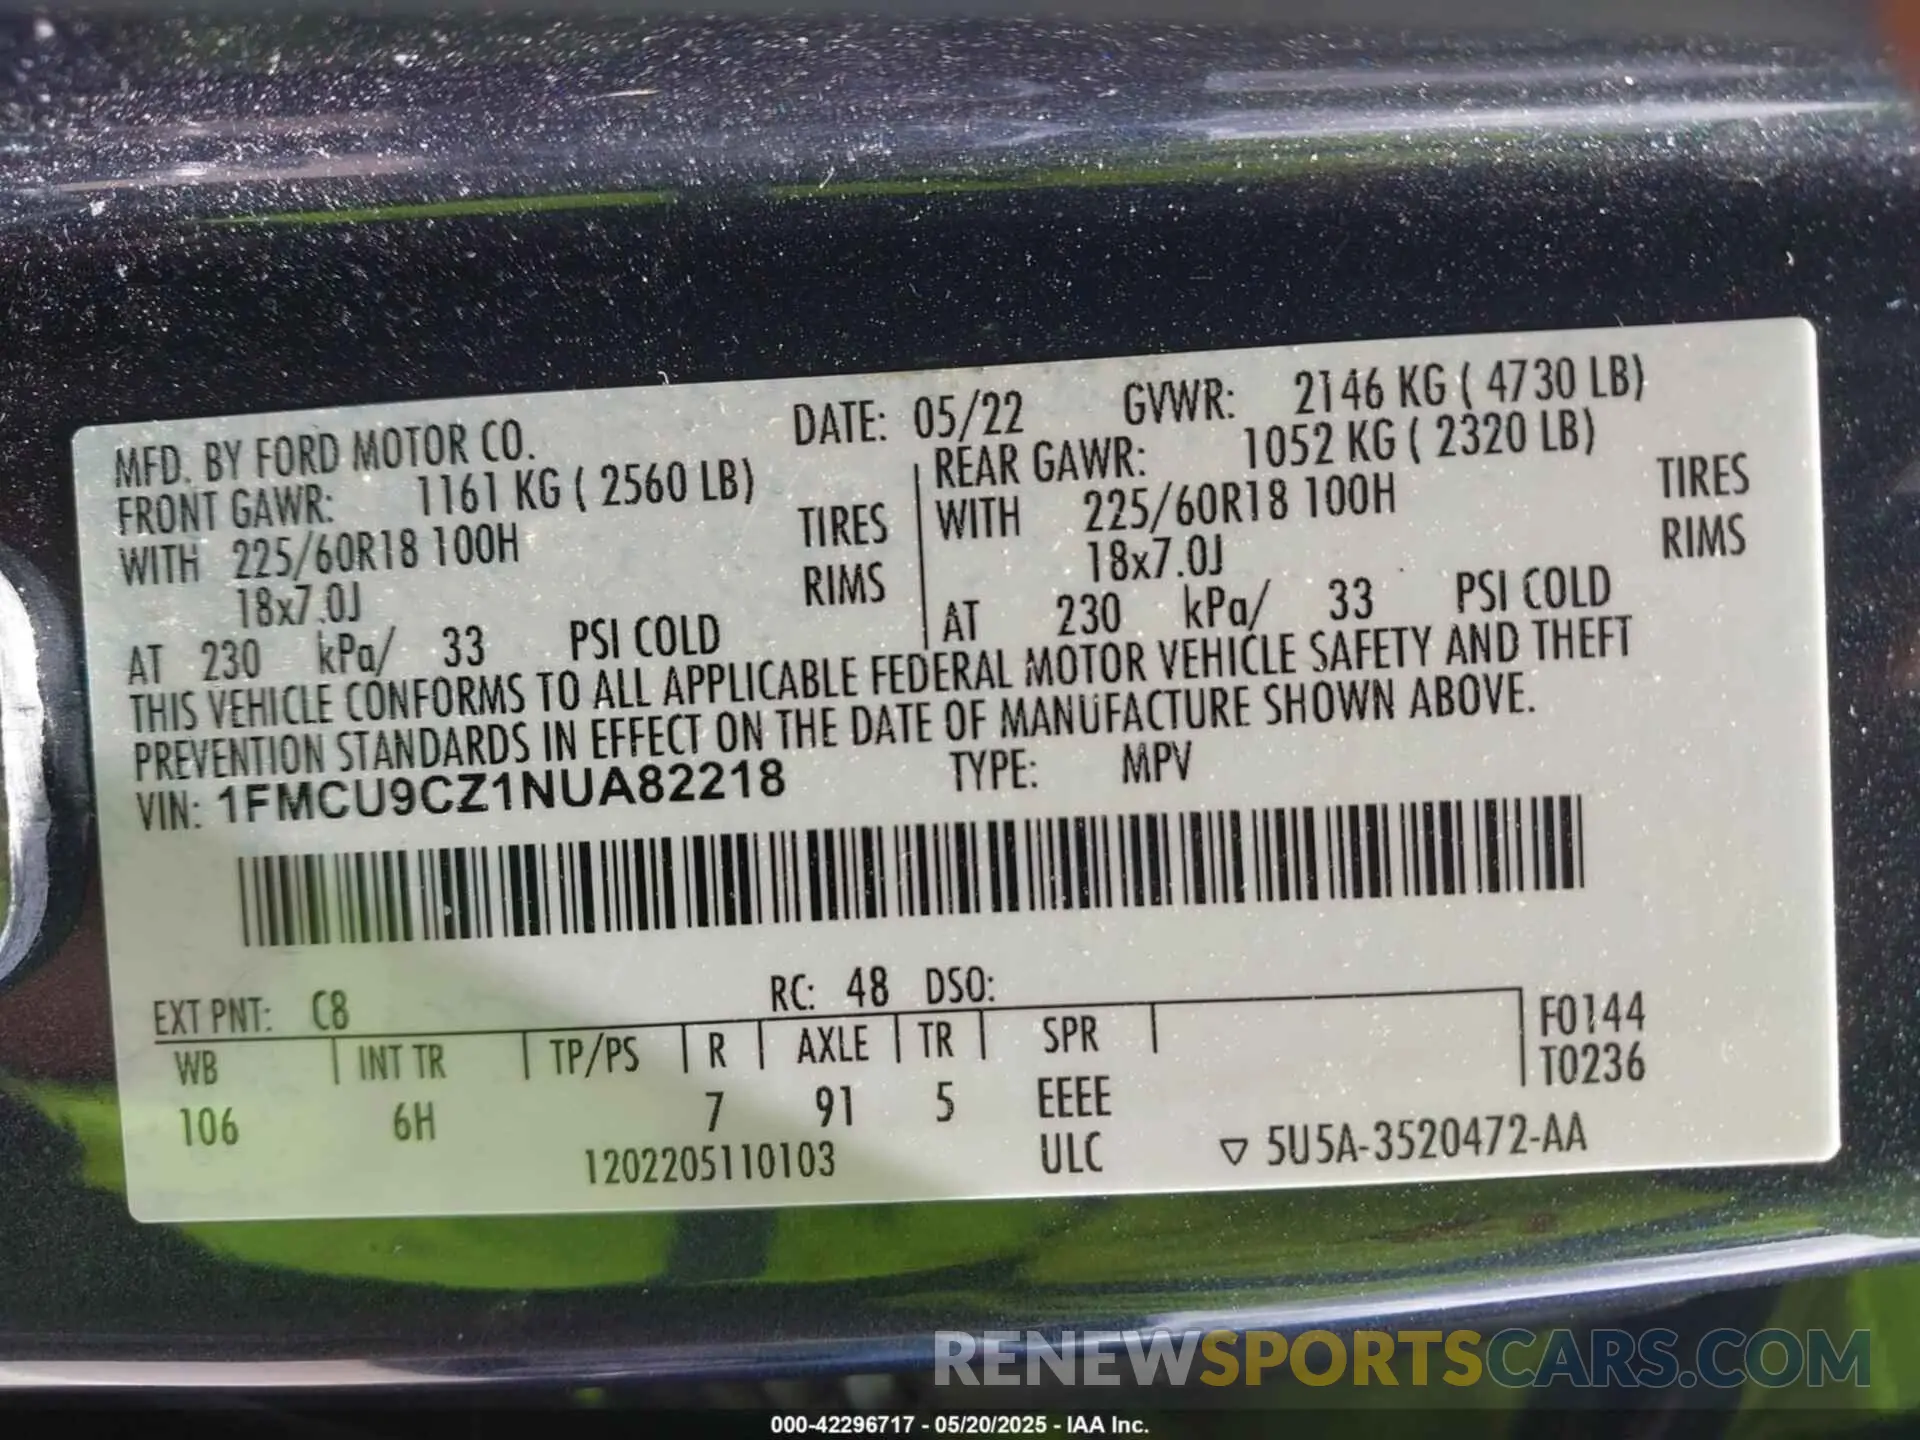 MFD. BY FORD MOTOR CO. DATE: 05/22 GVWR: 2146 KG ( 4730 LB)
FRONT GAWR: 1161 KG ( 2560 LB) REAR GAWR: 1052 KG ( 2320 LB)
WITH 225/60R18 100H TIRES WITH 225/60R18 100H TIRES
18x7.0J RIMS 18x7.0J RIMS
AT 230 kPa/ 33 PSI COLD AT 230 kPa/ 33 PSI COLD
THIS VEHICLE CONFORMS TO ALL APPLICABLE FEDERAL MOTOR VEHICLE SAFETY AND THEFT
PREVENTION STANDARDS IN EFFECT ON THE DATE OF MANUFACTURE SHOWN ABOVE.
VIN: 1FMCU9CZ1NUA82218 TYPE: MPV
EXT PNT: C8 RC: 48 DSO:
WB INT TR TP/PS R AXLE TR SPR F0144
T0236
106 6H 7 91 5 EEEE
1202205110103 ULC ▽ 5U5A-3520472-AA
RENEWSPORTSCARS.COM
000-42296717 - 05/20/2025 - IAA Inc.